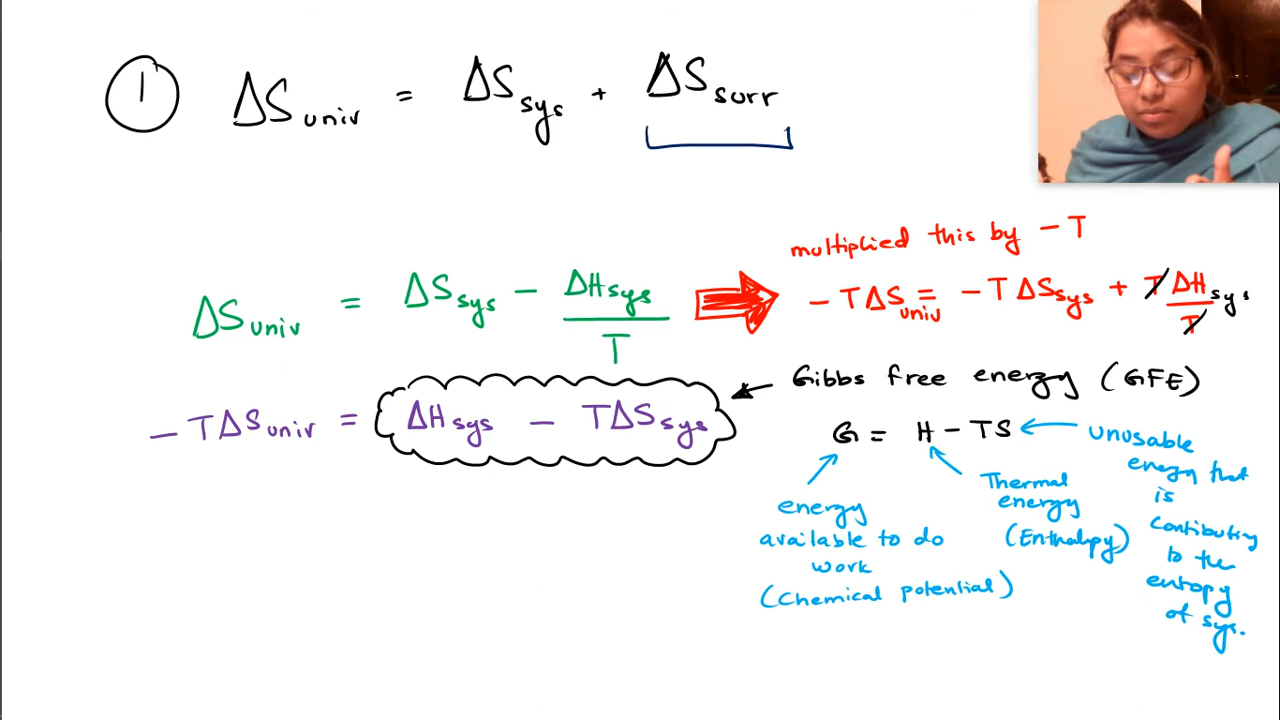 ① ΔS univ = ΔS sys + ΔS surr
multiplied this by - T
ΔS univ = ΔS sys - ΔH sys / T
- TΔS univ = - TΔS sys + T ΔH sys / T
- TΔS univ = ΔH sys - TΔS sys
Gibbs free energy (GFE)
G = H - TS
energy
available to do
work
(Chemical potential)
Thermal
energy
(Enthalpy)
unusable
energy that
is
contibuting
to the
entropy
of sys.